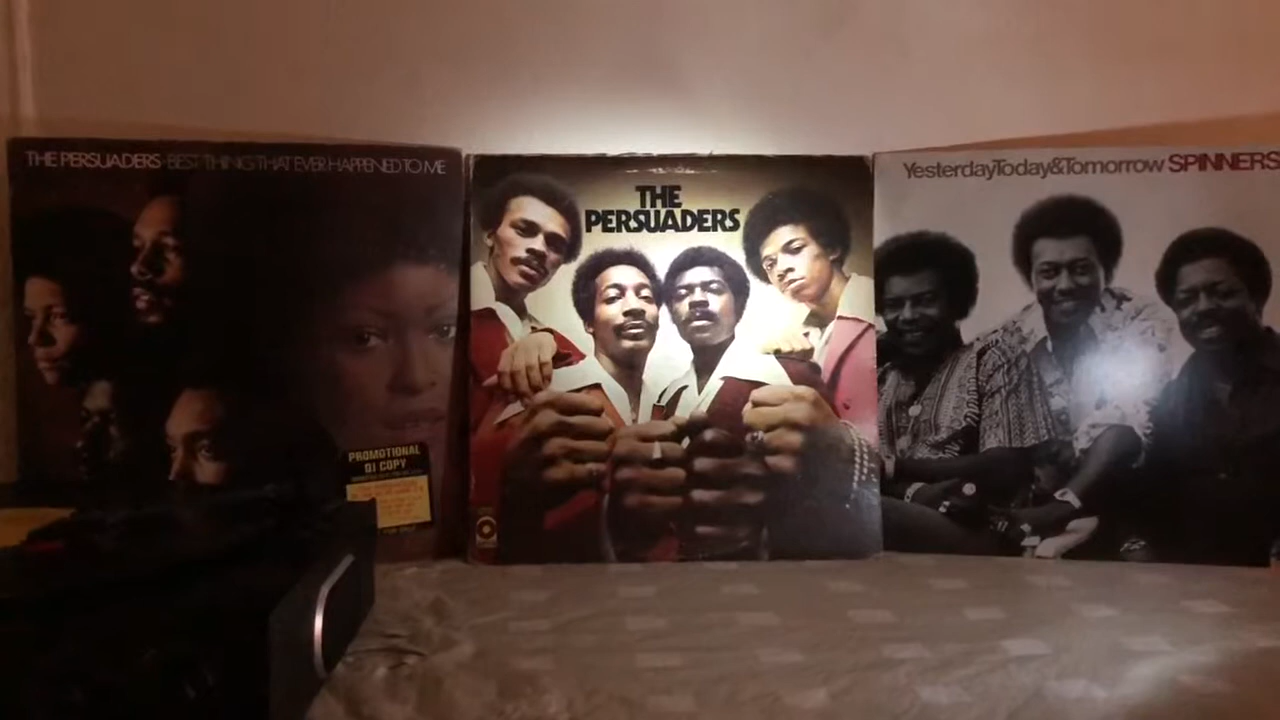 THE PERSUADERS·BEST THING THAT EVER HAPPENED TO ME
PROMOTIONAL
DJ COPY
THE
PERSUADERS
YesterdayToday&Tomorrow SPINNERS